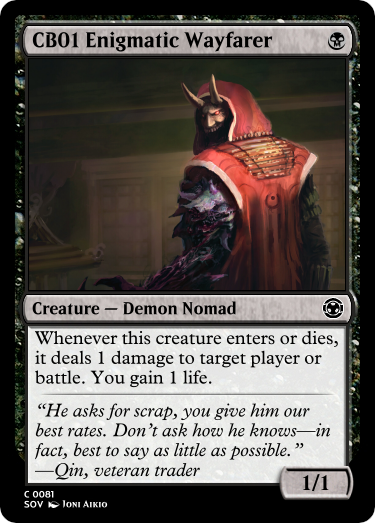 CB01 Enigmatic Wayfarer
Creature — Demon Nomad
Whenever this creature enters or dies,
it deals 1 damage to target player or
battle. You gain 1 life.
“He asks for scrap, you give him our
best rates. Don’t ask how he knows—in
fact, best to say as little as possible.”
—Qin, veteran trader
1/1
C 0081
SOV Joni Aikio